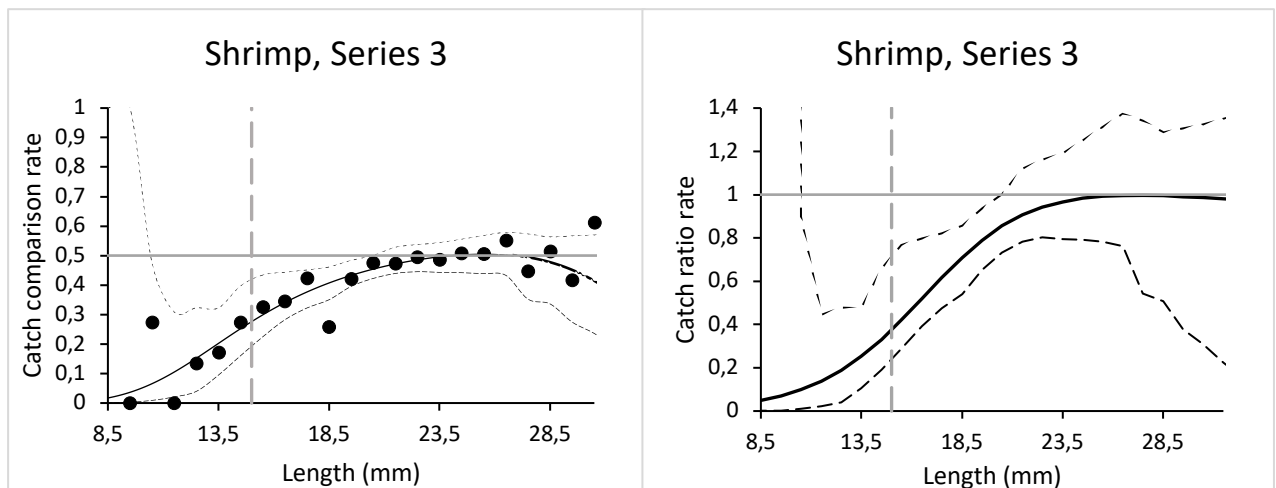 Shrimp, Series 3
Catch comparison rate
1
0,9
0,8
0,7
0,6
0,5
0,4
0,3
0,2
0,1
0
8,5 13,5 18,5 23,5 28,5
Length (mm)
Shrimp, Series 3
Catch ratio rate
1,4
1,2
1
0,8
0,6
0,4
0,2
0
8,5 13,5 18,5 23,5 28,5
Length (mm)